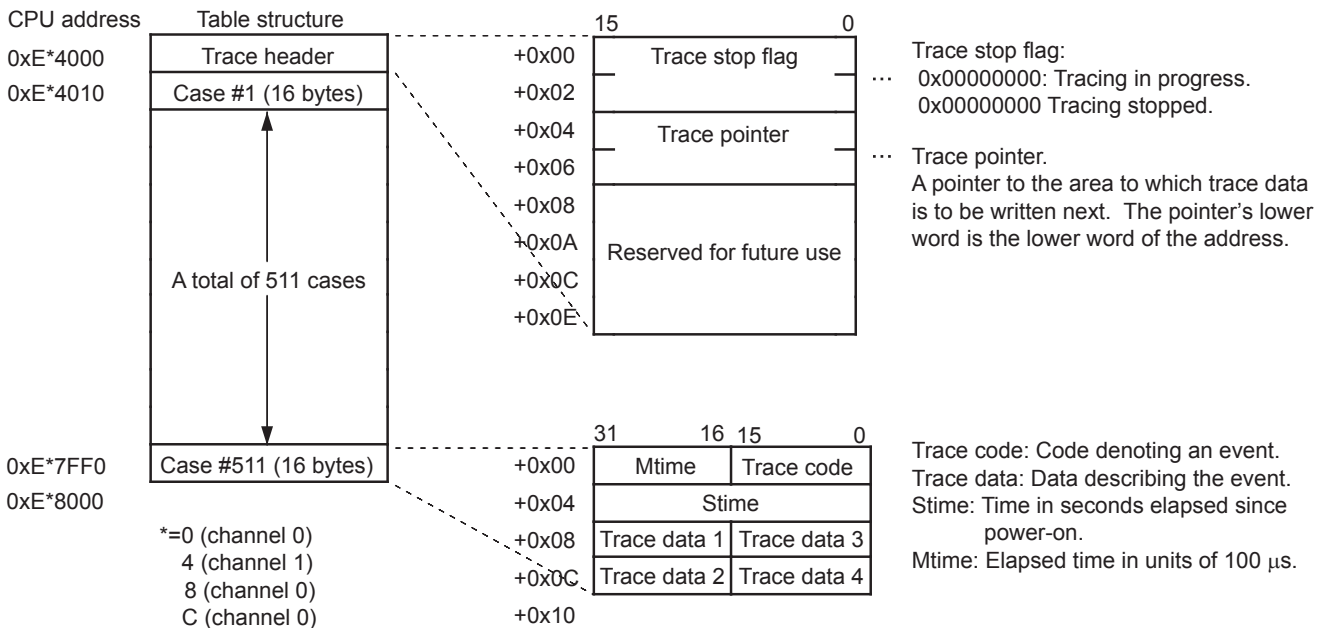 CPU address
Table structure
0xE*4000
Trace header
0xE*4010
Case #1 (16 bytes)
A total of 511 cases
0xE*7FF0
Case #511 (16 bytes)
0xE*8000
*=0 (channel 0)
4 (channel 1)
8 (channel 0)
C (channel 0)
15 0
+0x00
Trace stop flag
+0x02
+0x04
Trace pointer
+0x06
+0x08
+0x0A
Reserved for future use
+0x0C
+0x0E
… Trace stop flag:
0x00000000: Tracing in progress.
0x00000000 Tracing stopped.
… Trace pointer.
A pointer to the area to which trace data
is to be written next. The pointer's lower
word is the lower word of the address.
31 16 15 0
+0x00 Mtime Trace code
+0x04 Stime
+0x08 Trace data 1 Trace data 3
+0x0C Trace data 2 Trace data 4
+0x10
Trace code: Code denoting an event.
Trace data: Data describing the event.
Stime: Time in seconds elapsed since
power-on.
Mtime: Elapsed time in units of 100 μs.